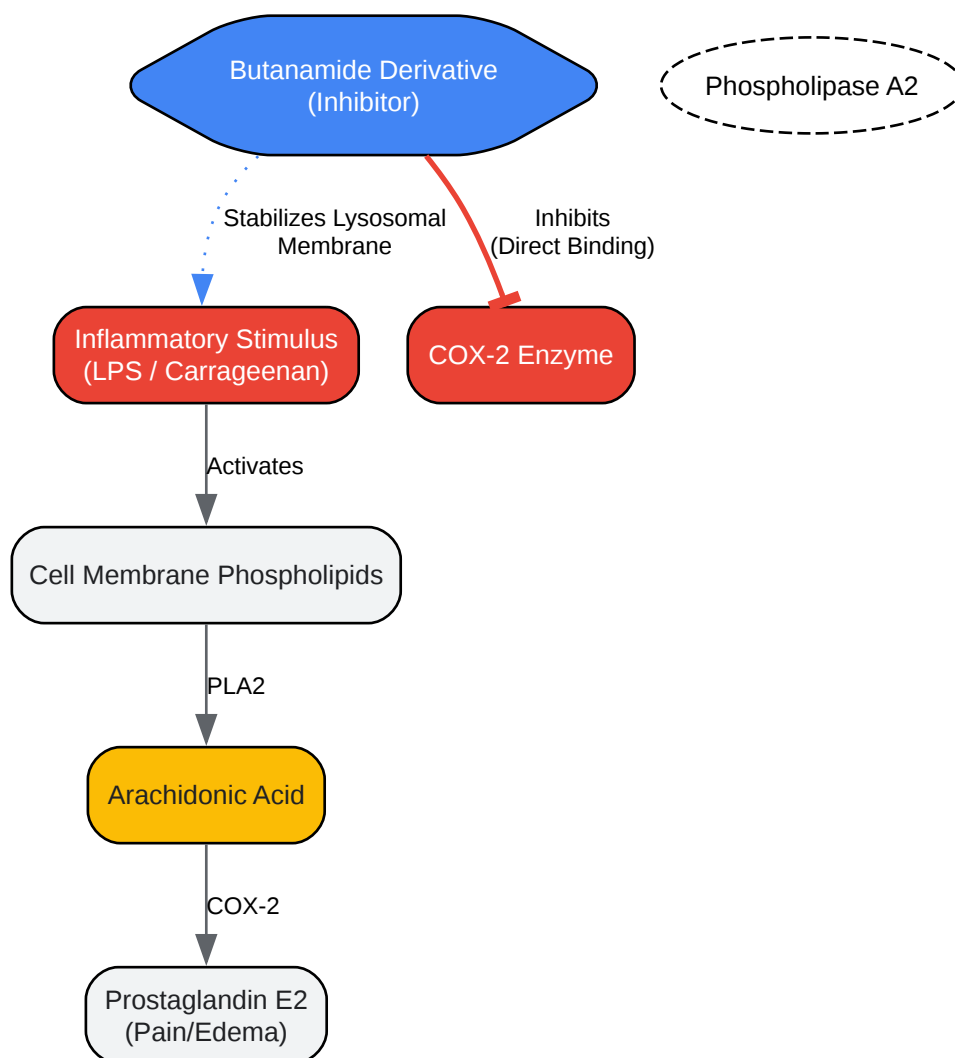 Butanamide Derivative
(Inhibitor)
Phospholipase A2
Stabilizes Lysosomal
Membrane
Inhibits
(Direct Binding)
Inflammatory Stimulus
(LPS / Carrageenan)
COX-2 Enzyme
Activates
Cell Membrane Phospholipids
PLA2
Arachidonic Acid
COX-2
Prostaglandin E2
(Pain/Edema)